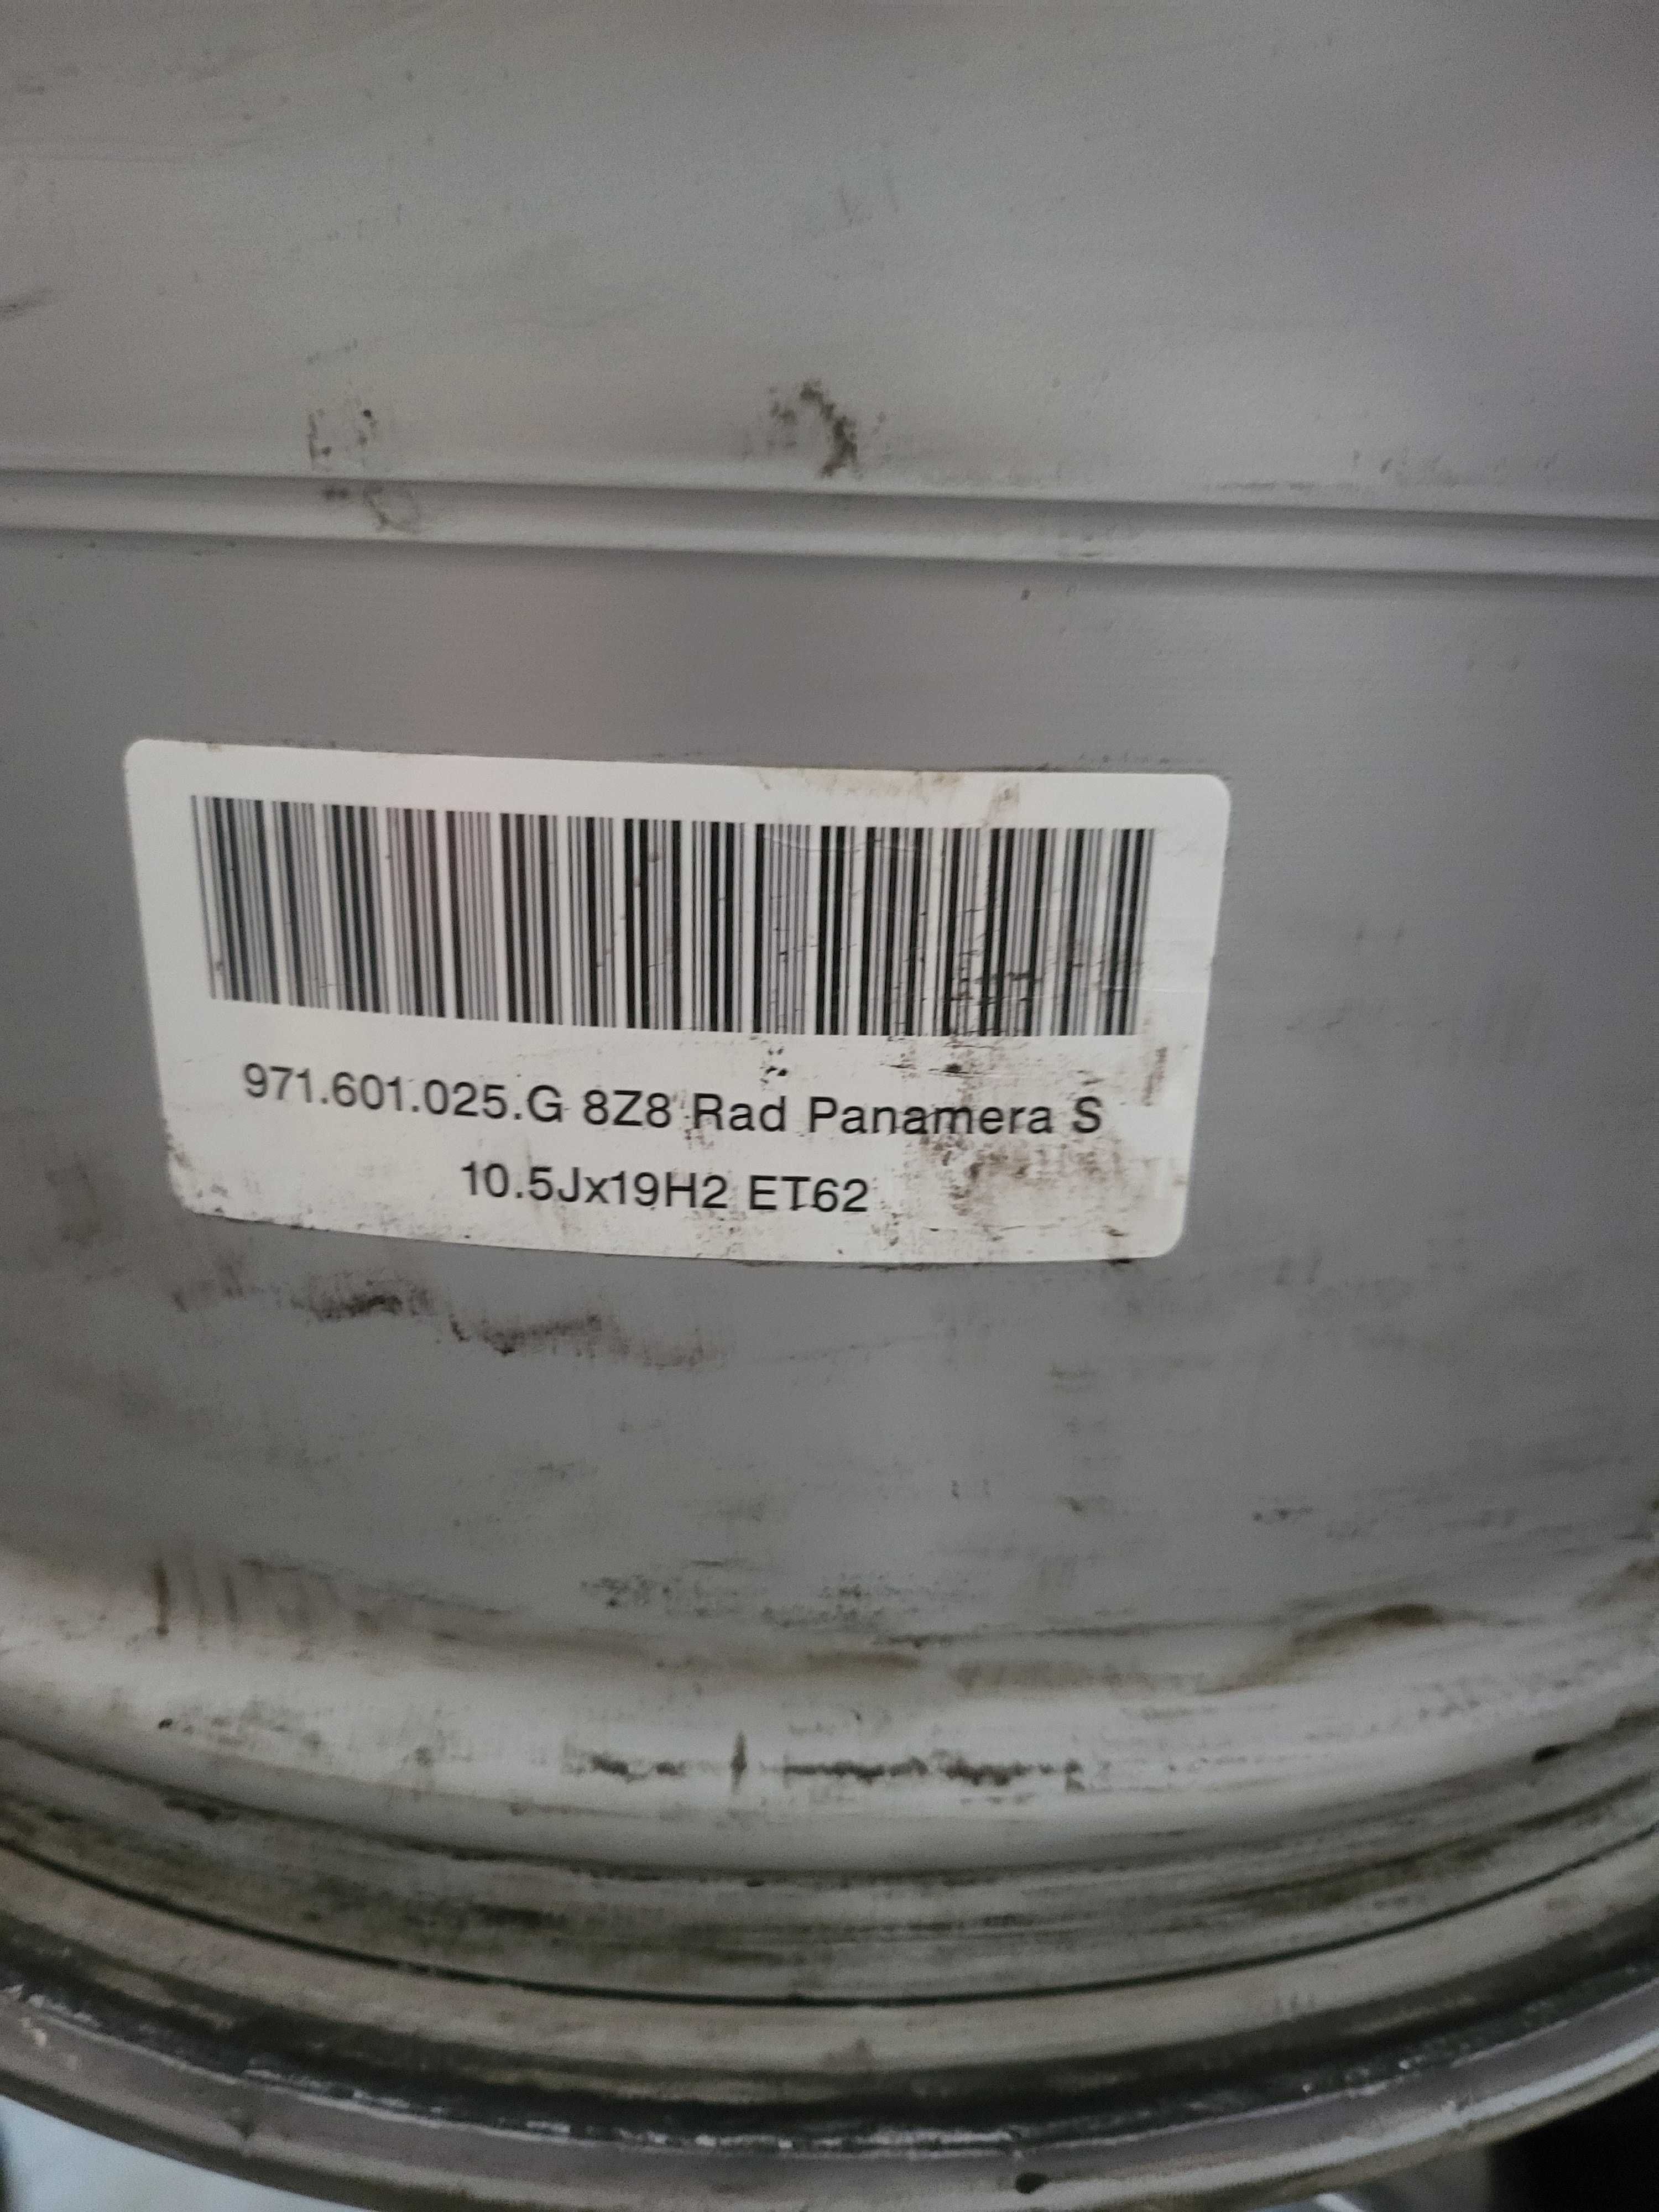 971.601.025.G 8Z8 Rad Panamera S
10.5Jx19H2 ET62